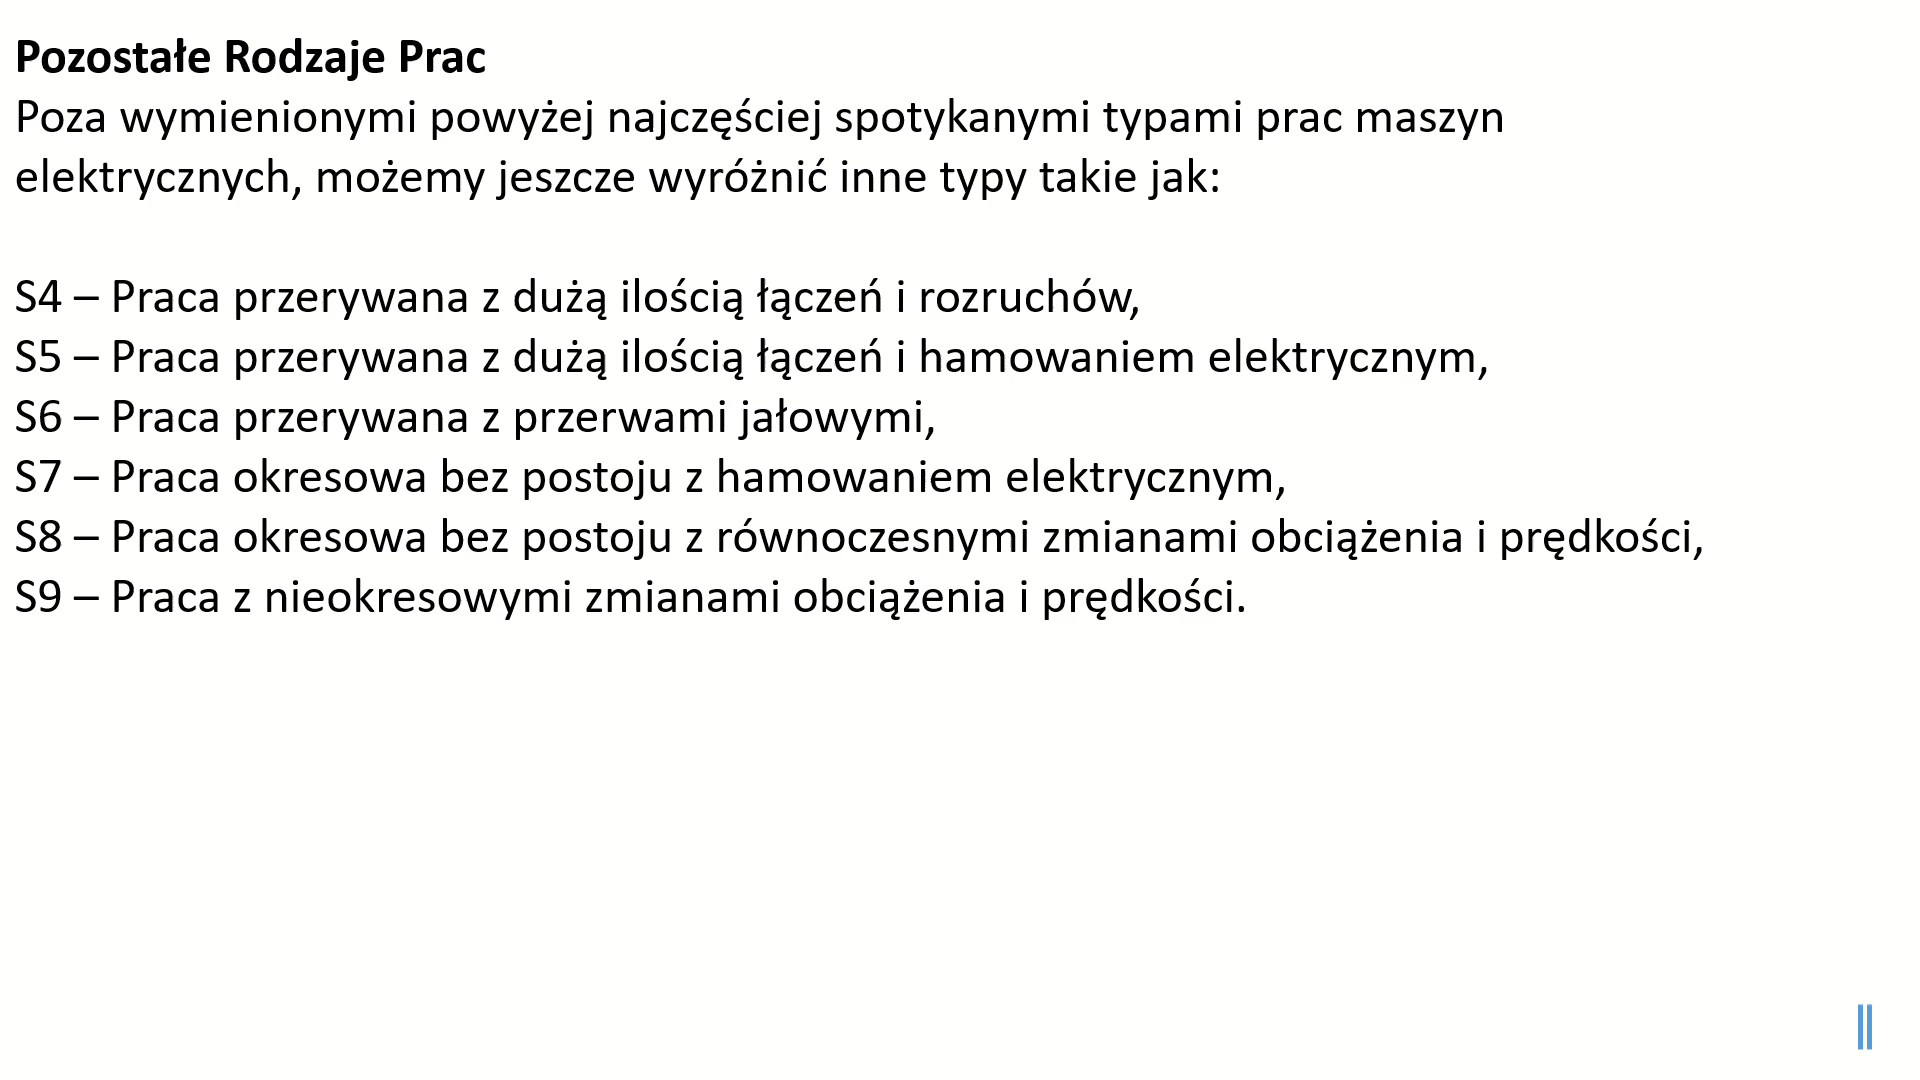 Pozostałe Rodzaje Prac
Poza wymienionymi powyżej najczęściej spotykanymi typami prac maszyn
elektrycznych, możemy jeszcze wyróżnić inne typy takie jak:
S4 – Praca przerywana z dużą ilością łączeń i rozruchów,
S5 – Praca przerywana z dużą ilością łączeń i hamowaniem elektrycznym,
S6 – Praca przerywana z przerwami jałowymi,
S7 – Praca okresowa bez postoju z hamowaniem elektrycznym,
S8 – Praca okresowa bez postoju z równoczesnymi zmianami obciążenia i prędkości,
S9 – Praca z nieokresowymi zmianami obciążenia i prędkości.